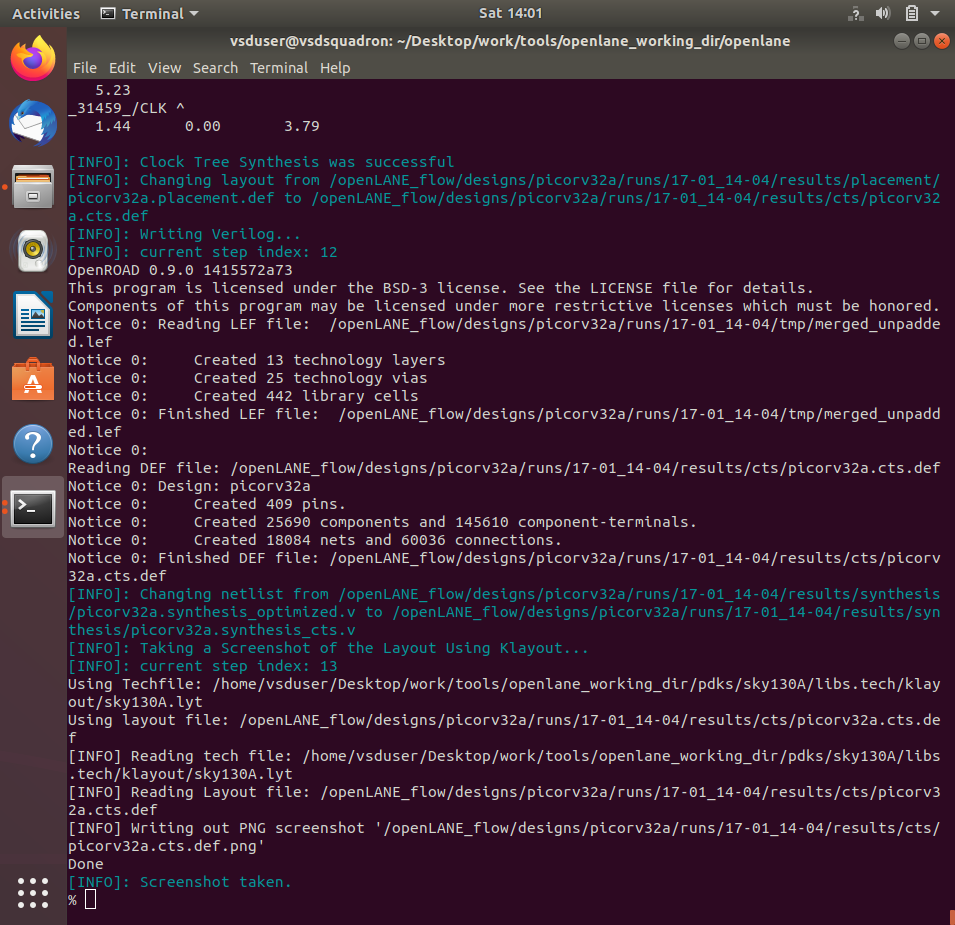 Activities Terminal Sat 14:01
vsduser@vsdsquadron: ~/Desktop/work/tools/openlane_working_dir/openlane
File Edit View Search Terminal Help
5.23
_31459_/CLK ^
1.44 0.00 3.79
[INFO]: Clock Tree Synthesis was successful
[INFO]: Changing layout from /openLANE_flow/designs/picorv32a/runs/17-01_14-04/results/placement/
picorv32a.placement.def to /openLANE_flow/designs/picorv32a/runs/17-01_14-04/results/cts/picorv32
a.cts.def
[INFO]: Writing Verilog...
[INFO]: current step index: 12
OpenROAD 0.9.0 1415572a73
This program is licensed under the BSD-3 license. See the LICENSE file for details.
Components of this program may be licensed under more restrictive licenses which must be honored.
Notice 0: Reading LEF file:  /openLANE_flow/designs/picorv32a/runs/17-01_14-04/tmp/merged_unpadde
d.lef
Notice 0:     Created 13 technology layers
Notice 0:     Created 25 technology vias
Notice 0:     Created 442 library cells
Notice 0: Finished LEF file:  /openLANE_flow/designs/picorv32a/runs/17-01_14-04/tmp/merged_unpadd
ed.lef
Notice 0:
Reading DEF file: /openLANE_flow/designs/picorv32a/runs/17-01_14-04/results/cts/picorv32a.cts.def
Notice 0: Design: picorv32a
Notice 0:     Created 409 pins.
Notice 0:     Created 25690 components and 145610 component-terminals.
Notice 0:     Created 18084 nets and 60036 connections.
Notice 0: Finished DEF file: /openLANE_flow/designs/picorv32a/runs/17-01_14-04/results/cts/picorv
32a.cts.def
[INFO]: Changing netlist from /openLANE_flow/designs/picorv32a/runs/17-01_14-04/results/synthesis
/picorv32a.synthesis_optimized.v to /openLANE_flow/designs/picorv32a/runs/17-01_14-04/results/syn
thesis/picorv32a.synthesis_cts.v
[INFO]: Taking a Screenshot of the Layout Using Klayout...
[INFO]: current step index: 13
Using Techfile: /home/vsduser/Desktop/work/tools/openlane_working_dir/pdks/sky130A/libs.tech/klay
out/sky130A.lyt
Using layout file: /openLANE_flow/designs/picorv32a/runs/17-01_14-04/results/cts/picorv32a.cts.de
f
[INFO] Reading tech file: /home/vsduser/Desktop/work/tools/openlane_working_dir/pdks/sky130A/libs
.tech/klayout/sky130A.lyt
[INFO] Reading Layout file: /openLANE_flow/designs/picorv32a/runs/17-01_14-04/results/cts/picorv3
2a.cts.def
[INFO] Writing out PNG screenshot '/openLANE_flow/designs/picorv32a/runs/17-01_14-04/results/cts/
picorv32a.cts.def.png'
Done
[INFO]: Screenshot taken.
%